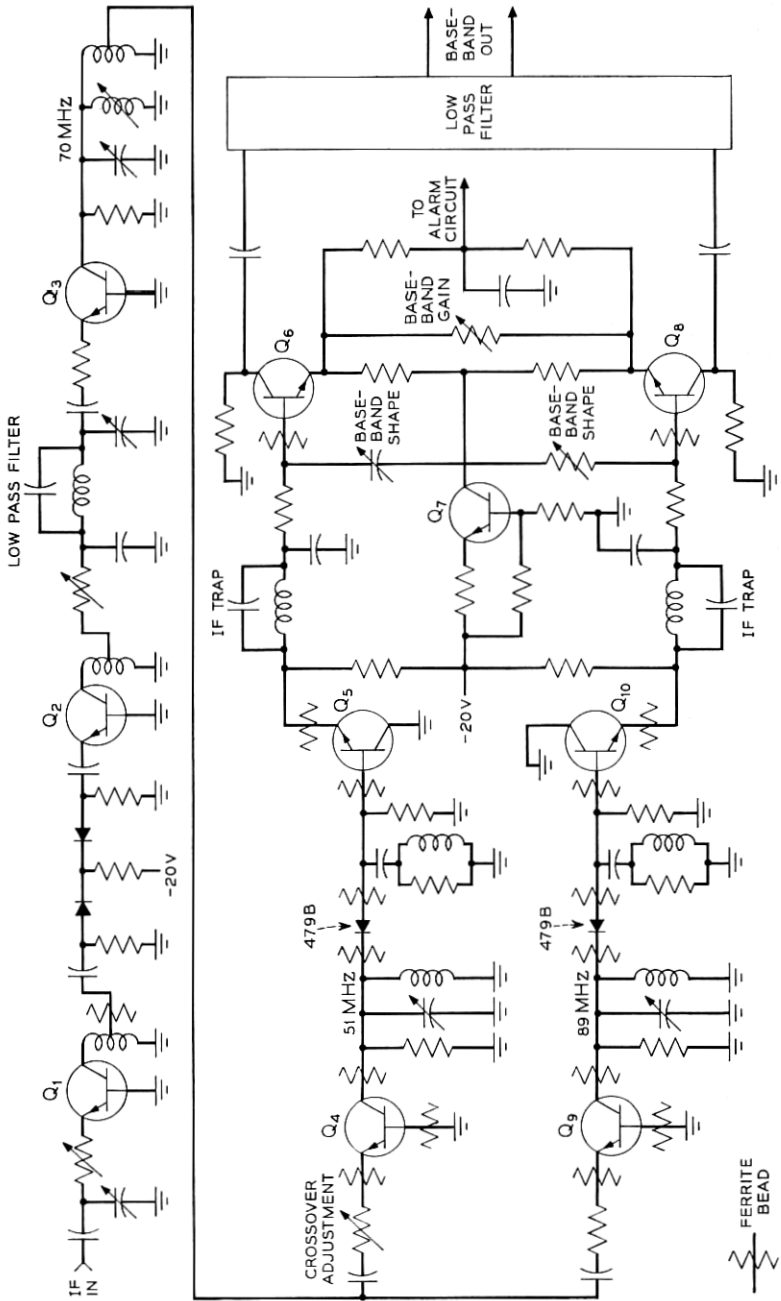 IF
IN
Q1
-20V
Q2
LOW PASS FILTER
Q3
70 MHz
CROSSOVER
ADJUSTMENT
Q4
51 MHz
479B
Q5
IF TRAP
-20V
Q7
BASE-
BAND
SHAPE
Q6
BASE-
BAND
GAIN
TO
ALARM
CIRCUIT
LOW
PASS
FILTER
BASE-
BAND
OUT
Q9
89 MHz
479B
Q10
IF TRAP
BASE-
BAND
SHAPE
Q8
FERRITE
BEAD